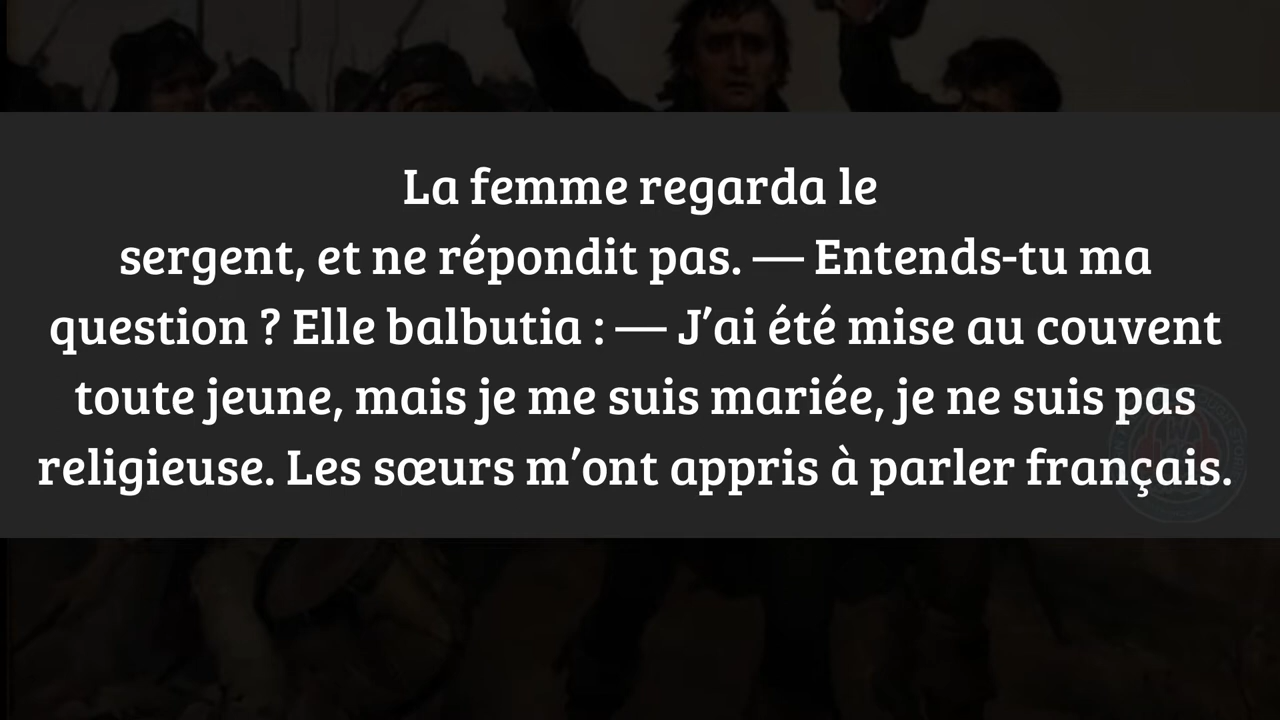 La femme regarda le
sergent, et ne répondit pas. — Entends-tu ma
question ? Elle balbutia : — J’ai été mise au couvent
toute jeune, mais je me suis mariée, je ne suis pas
religieuse. Les sœurs m’ont appris à parler français.